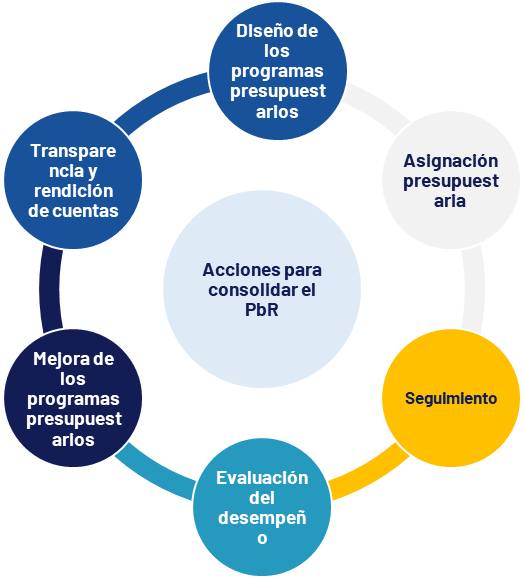 Diseño de
los
programas
presupuest
arios
Asignación
presupuest
aria
Seguimiento
Evaluación
del
desempeñ
o
Mejora de
los
programas
presupuest
arios
Transpare
ncia y
rendición
de cuentas
Acciones para
consolidar el
PbR